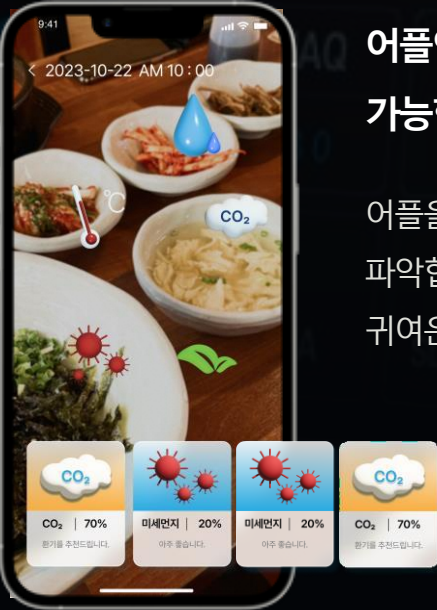 9:41
2023-10-22 AM 10 : 00
℃
CO₂
CO₂
CO₂ | 70%
환기를 추천드립니다.
미세먼지 | 20%
아주 좋습니다.
미세먼지 | 20%
아주 좋습니다.
CO₂
CO₂ | 70%
환기를 추천드립니다.
가능
어플을
파악합
귀여운